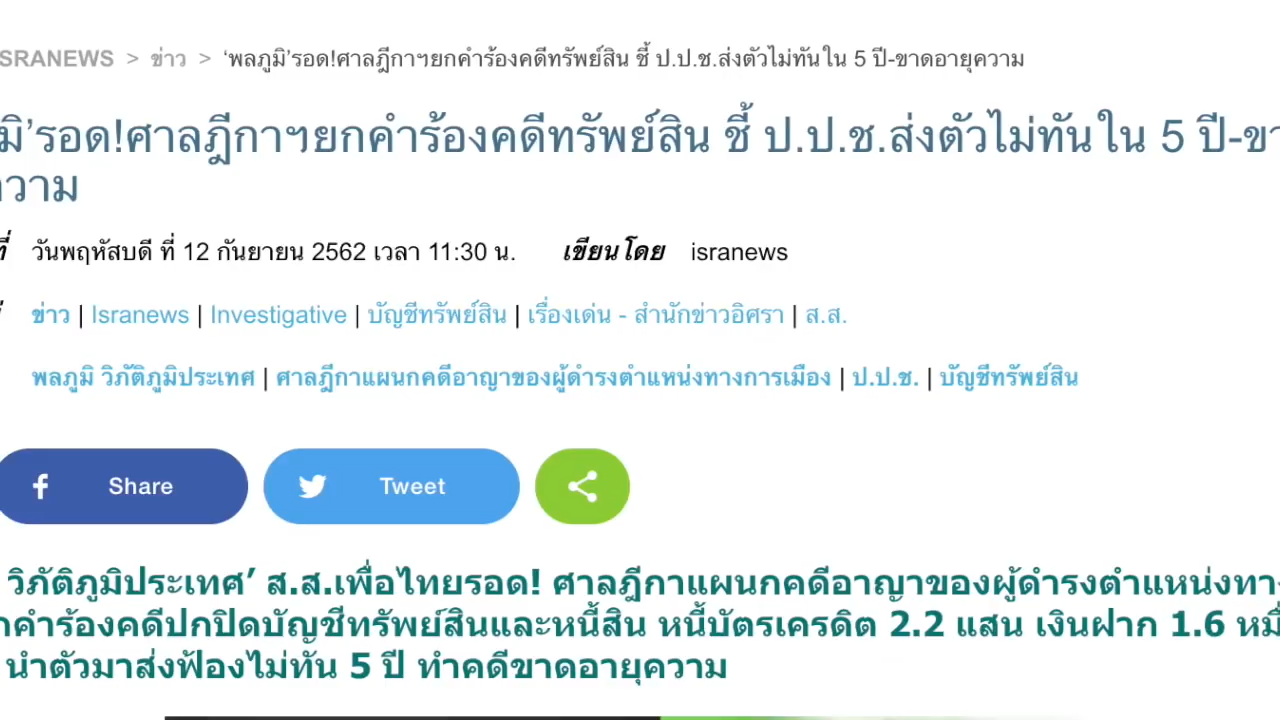 SRANEWS > ข่าว > ‘พลภูมิ’รอด!ศาลฎีกาฯยกคำร้องคดีทรัพย์สิน ชี้ ป.ป.ช.ส่งตัวไม่ทันใน 5 ปี-ขาดอายุความ
มิ’รอด!ศาลฎีกาฯยกคำร้องคดีทรัพย์สิน ชี้ ป.ป.ช.ส่งตัวไม่ทันใน 5 ปี-ขา
ความ
ที่ วันพฤหัสบดี ที่ 12 กันยายน 2562 เวลา 11:30 น. เขียนโดย isranews
ข่าว | Isranews | Investigative | บัญชีทรัพย์สิน | เรื่องเด่น - สำนักข่าวอิศรา | ส.ส.
พลภูมิ วิภัติภูมิประเทศ | ศาลฎีกาแผนกคดีอาญาของผู้ดำรงตำแหน่งทางการเมือง | ป.ป.ช. | บัญชีทรัพย์สิน
Share Tweet
วิภัติภูมิประเทศ’ ส.ส.เพื่อไทยรอด! ศาลฎีกาแผนกคดีอาญาของผู้ดำรงตำแหน่งทาง
กคำร้องคดีปกปิดบัญชีทรัพย์สินและหนี้สิน หนี้บัตรเครดิต 2.2 แสน เงินฝาก 1.6 หมื่
นำตัวมาส่งฟ้องไม่ทัน 5 ปี ทำคดีขาดอายุความ